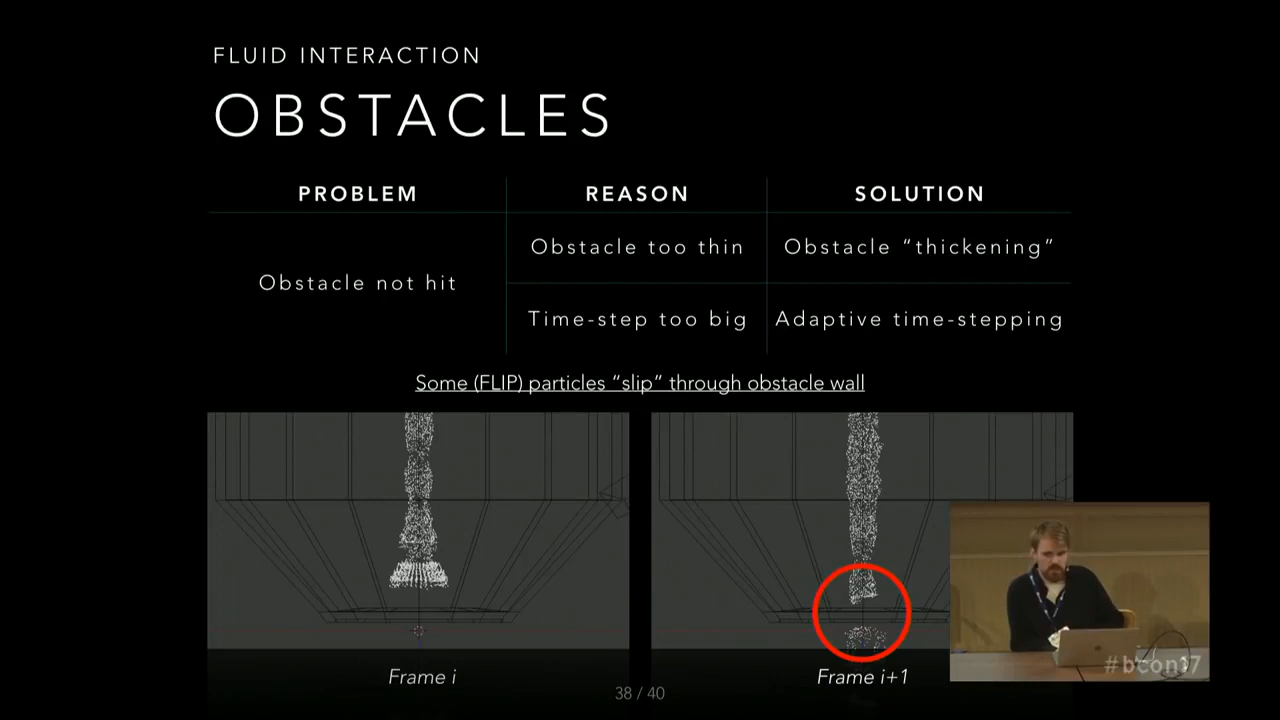 FLUID INTERACTION
OBSTACLES
PROBLEM REASON SOLUTION
Obstacle not hit
Obstacle too thin Obstacle “thickening”
Time-step too big Adaptive time-stepping
Some (FLIP) particles “slip” through obstacle wall
Frame i Frame i+1
38 / 40
#bcon17